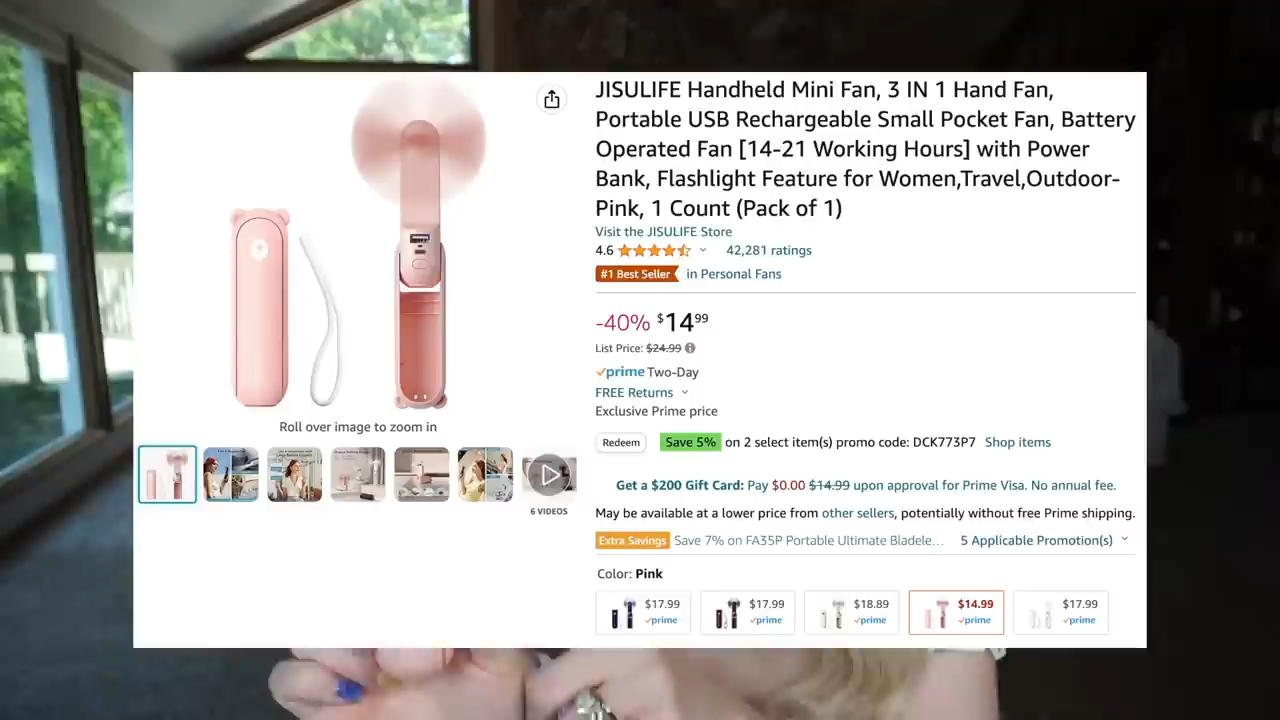 JISULIFE Handheld Mini Fan, 3 IN 1 Hand Fan,
Portable USB Rechargeable Small Pocket Fan, Battery
Operated Fan [14-21 Working Hours] with Power
Bank, Flashlight Feature for Women,Travel,Outdoor-
Pink, 1 Count (Pack of 1)
Visit the JISULIFE Store
4.6 42,281 ratings
#1 Best Seller in Personal Fans
-40% $14 99
List Price: $24.99
prime Two-Day
FREE Returns
Exclusive Prime price
Redeem Save 5% on 2 select item(s) promo code: DCK773P7 Shop items
Get a $200 Gift Card: Pay $0.00 $14.99 upon approval for Prime Visa. No annual fee.
May be available at a lower price from other sellers, potentially without free Prime shipping.
Extra Savings Save 7% on FA35P Portable Ultimate Bladele... 5 Applicable Promotion(s)
Color: Pink
$17.99 $17.99 $18.89 $14.99 $17.99
prime prime prime prime prime
Roll over image to zoom in
6 VIDEOS